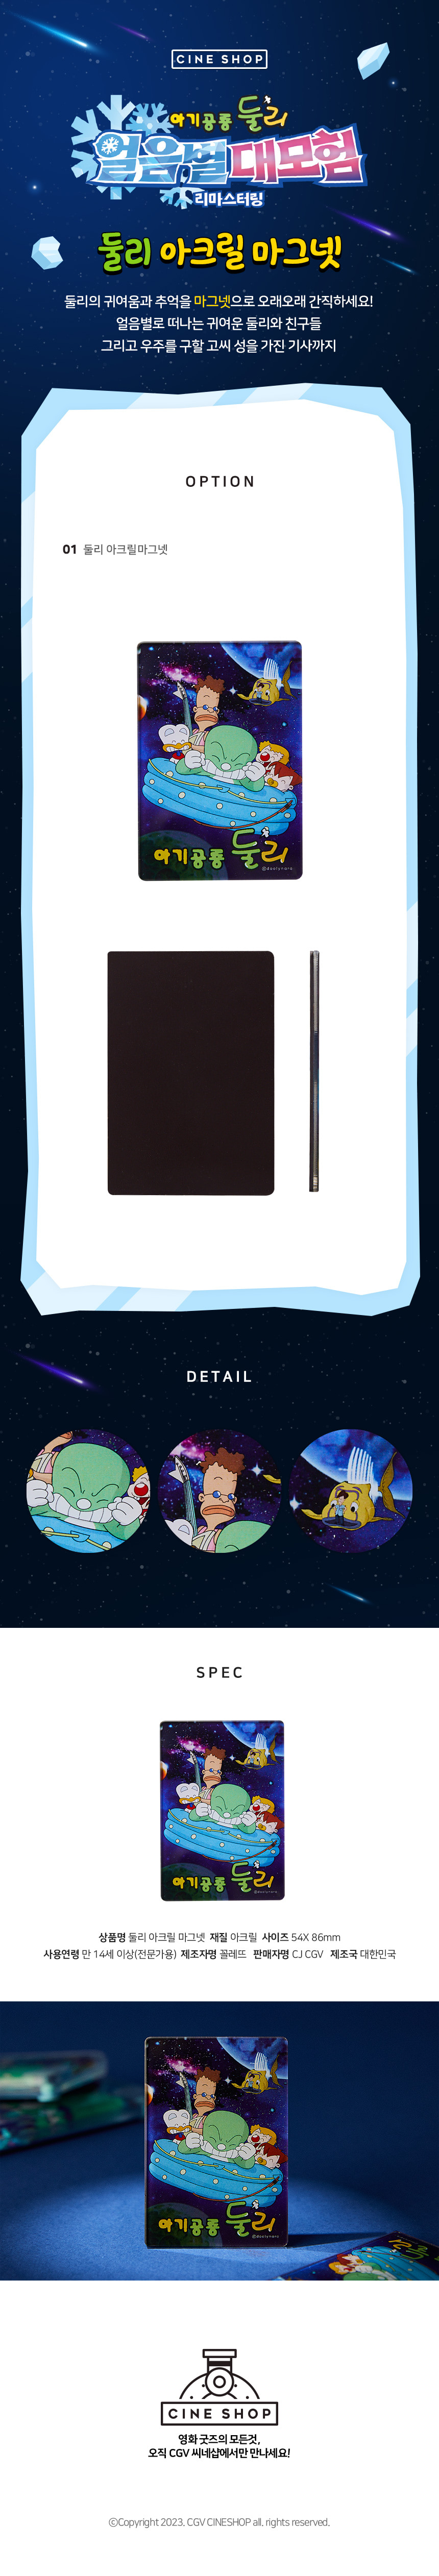 CINE SHOP
아기공룡 둘리
얼음별 대모험
리마스터링
둘리 아크릴 마그넷
둘리의 귀여움과 추억을 마그넷으로 오래오래 간직하세요!
얼음별로 떠나는 귀여운 둘리와 친구들
그리고 우주를 구할 고씨 성을 가진 기사까지
OPTION
01 둘리 아크릴마그넷
아기공룡 둘리
©doolynara
DETAIL
SPEC
아기공룡 둘리
©doolynara
상품명 둘리 아크릴 마그넷 재질 아크릴 사이즈 54X 86mm
사용연령 만 14세 이상(전문가용) 제조자명 꼴레뜨 판매자명 CJ CGV 제조국 대한민국
아기공룡 둘리
©doolynara
CINE SHOP
영화 굿즈의 모든것,
오직 CGV 씨네샵에서만 만나세요!
ⓒCopyright 2023. CGV CINESHOP all. rights reserved.